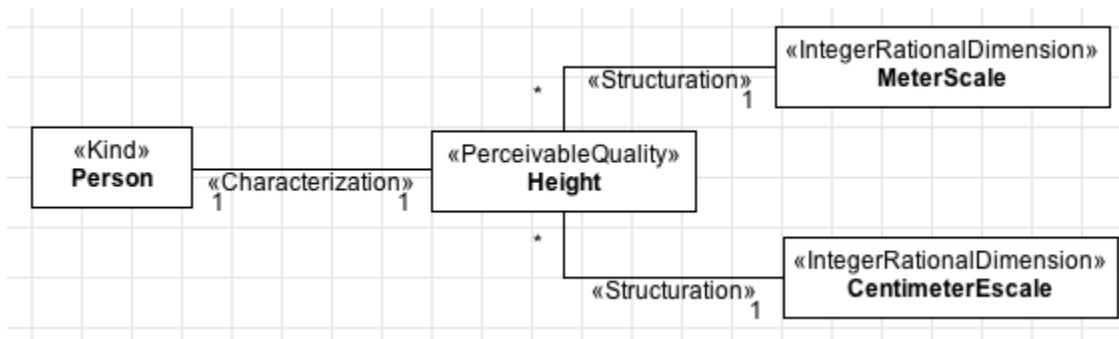 «IntegerRationalDimension»
MeterScale
«Structuration»
*
1
«Kind»
Person
«Characterization»
1
1
«PerceivableQuality»
Height
*
«Structuration»
1
«IntegerRationalDimension»
CentimeterEscale